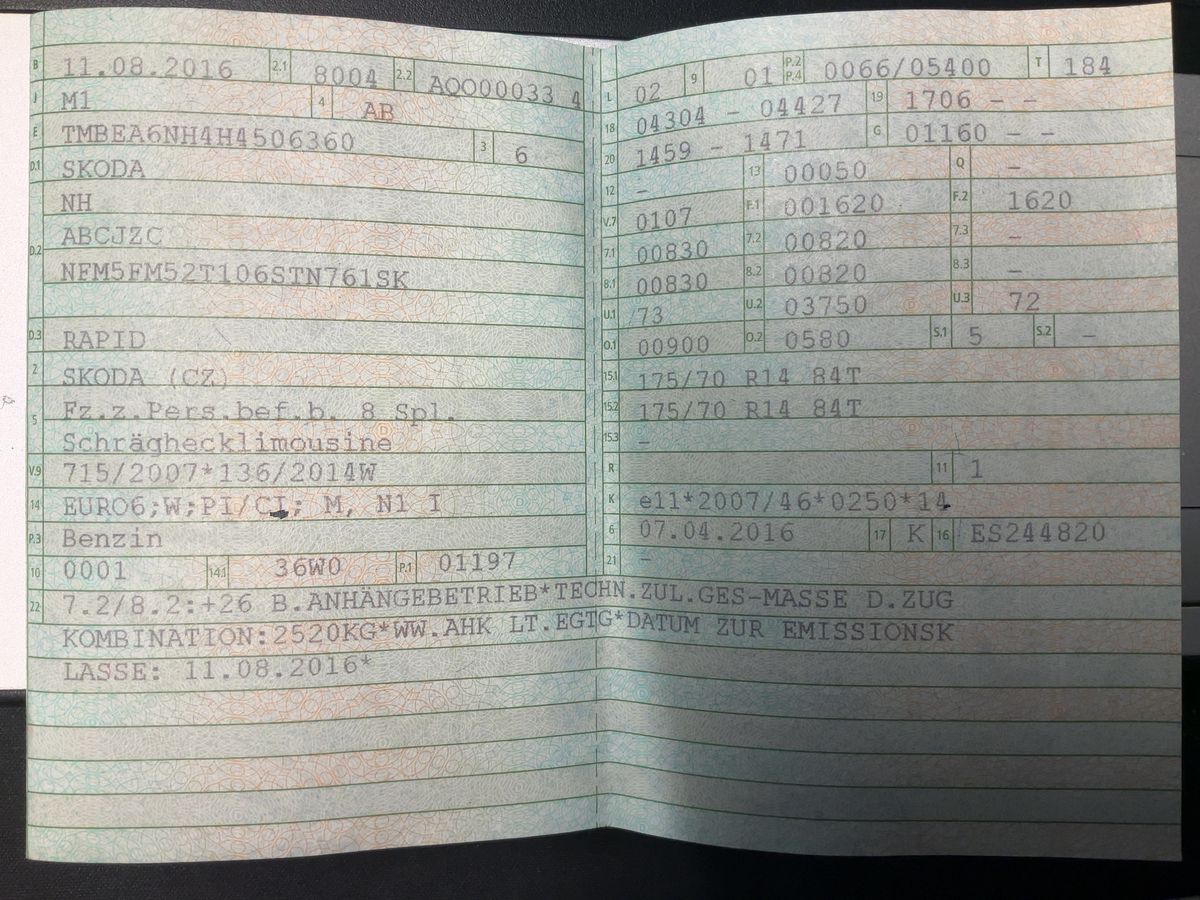 B 11.08.2016 2.1 8004 2.2 AQO00033 4
J M1 4 AB
E TMBEA6NH4H4506360 3 6
D.1 SKODA
NH
D.2 ABCJZC
NFM5FM52T106STN761SK
D.3 RAPID
2 SKODA (CZ)
5 Fz.z.Pers.bef.b. 8 Spl.
Schräghecklimousine
V.9 715/2007*136/2014W
14 EURO6;W;PI/CI; M, N1 I
P.3 Benzin
10 0001 14.1 36W0 P.1 01197
L 02 9 01 P.2 P.4 0066/05400 T 184
18 04304 - 04427 19 1706 - -
20 1459 - 1471 G 01160 - -
12 - 13 00050 Q -
V.7 0107 F.1 001620 F.2 1620
7.1 00830 7.2 00820 7.3 -
8.1 00830 8.2 00820 8.3 -
U.1 73 U.2 03750 U.3 72
O.1 00900 O.2 0580 S.1 5 S.2 -
15.1 175/70 R14 84T
15.2 175/70 R14 84T
15.3 -
R 11 1
K e11*2007/46*0250*14
6 07.04.2016 17 K 16 ES244820
21 -
22 7.2/8.2:+26 B.ANHÄNGEBETRIEB*TECHN.ZUL.GES-MASSE D.ZUG
KOMBINATION:2520KG*WW.AHK LT.EGTG*DATUM ZUR EMISSIONSK
LASSE: 11.08.2016*